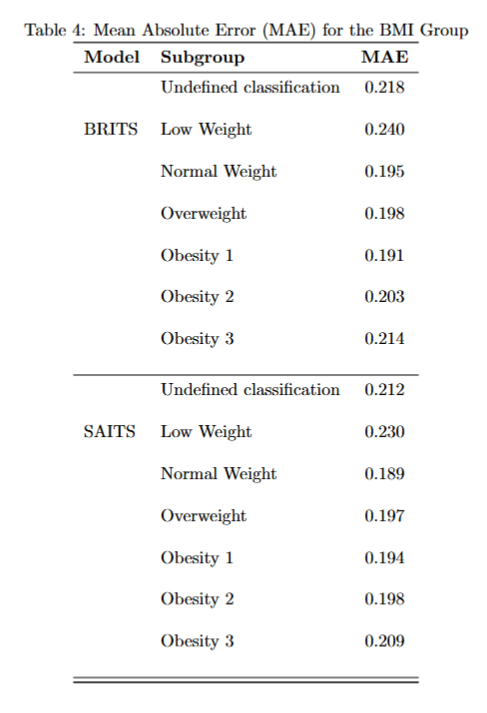 Table 4: Mean Absolute Error (MAE) for the BMI Group
Model Subgroup MAE
Undefined classification 0.218
BRITS Low Weight 0.240
Normal Weight 0.195
Overweight 0.198
Obesity 1 0.191
Obesity 2 0.203
Obesity 3 0.214
Undefined classification 0.212
SAITS Low Weight 0.230
Normal Weight 0.189
Overweight 0.197
Obesity 1 0.194
Obesity 2 0.198
Obesity 3 0.209